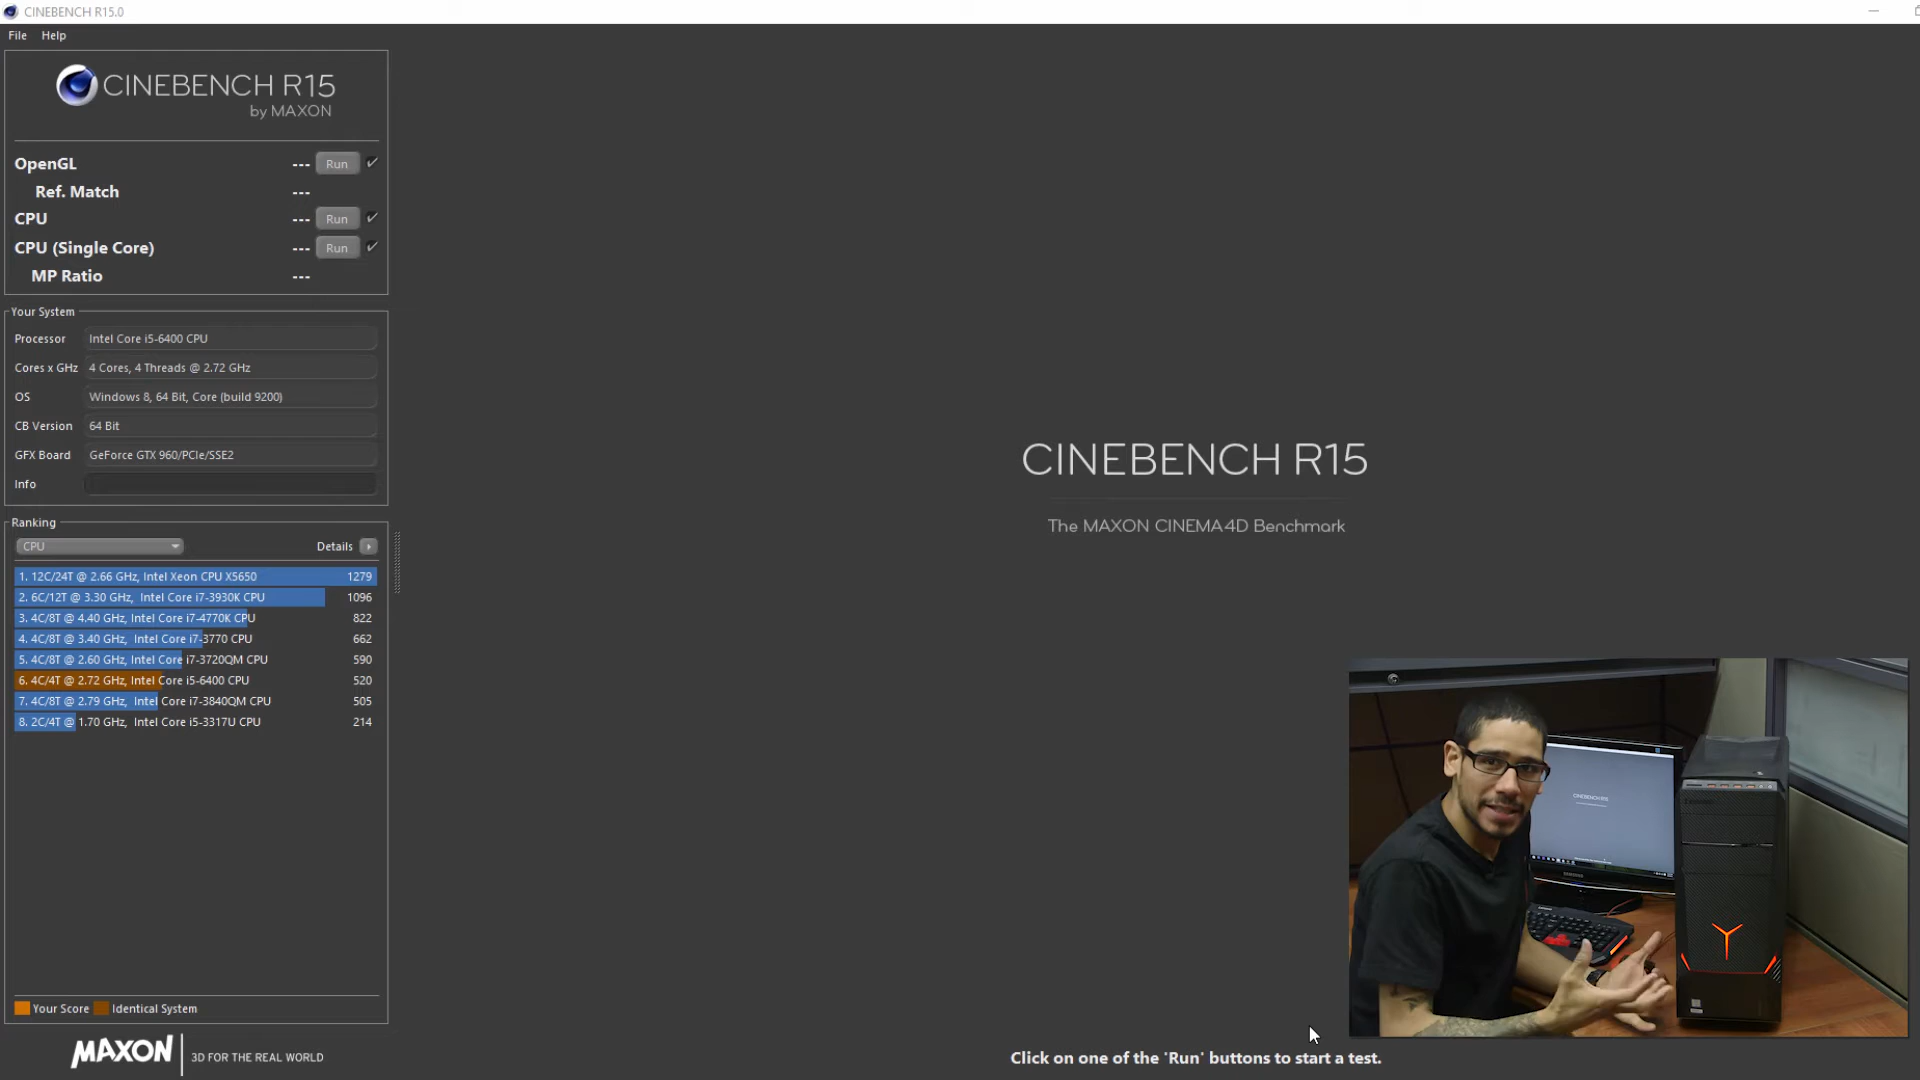 CINEBENCH R15.0
File Help
CINEBENCH R15
by MAXON
OpenGL --- Run
Ref. Match ---
CPU --- Run
CPU (Single Core) --- Run
MP Ratio ---
Your System
Processor Intel Core i5-6400 CPU
Cores x GHz 4 Cores, 4 Threads @ 2.72 GHz
OS Windows 8, 64 Bit, Core (build 9200)
CB Version 64 Bit
GFX Board GeForce GTX 960/PCIe/SSE2
Info
Ranking
CPU Details
1. 12C/24T @ 2.66 GHz, Intel Xeon CPU X5650 1279
2. 6C/12T @ 3.30 GHz, Intel Core i7-3930K CPU 1096
3. 4C/8T @ 4.40 GHz, Intel Core i7-4770K CPU 822
4. 4C/8T @ 3.40 GHz, Intel Core i7-3770 CPU 662
5. 4C/8T @ 2.60 GHz, Intel Core i7-3720QM CPU 590
6. 4C/4T @ 2.72 GHz, Intel Core i5-6400 CPU 520
7. 4C/8T @ 2.79 GHz, Intel Core i7-3840QM CPU 505
8. 2C/4T @ 1.70 GHz, Intel Core i5-3317U CPU 214
Your Score Identical System
MAXON 3D FOR THE REAL WORLD
CINEBENCH R15
The MAXON CINEMA4D Benchmark
CINEBENCH R15
SAMSUNG
Click on one of the 'Run' buttons to start a test.